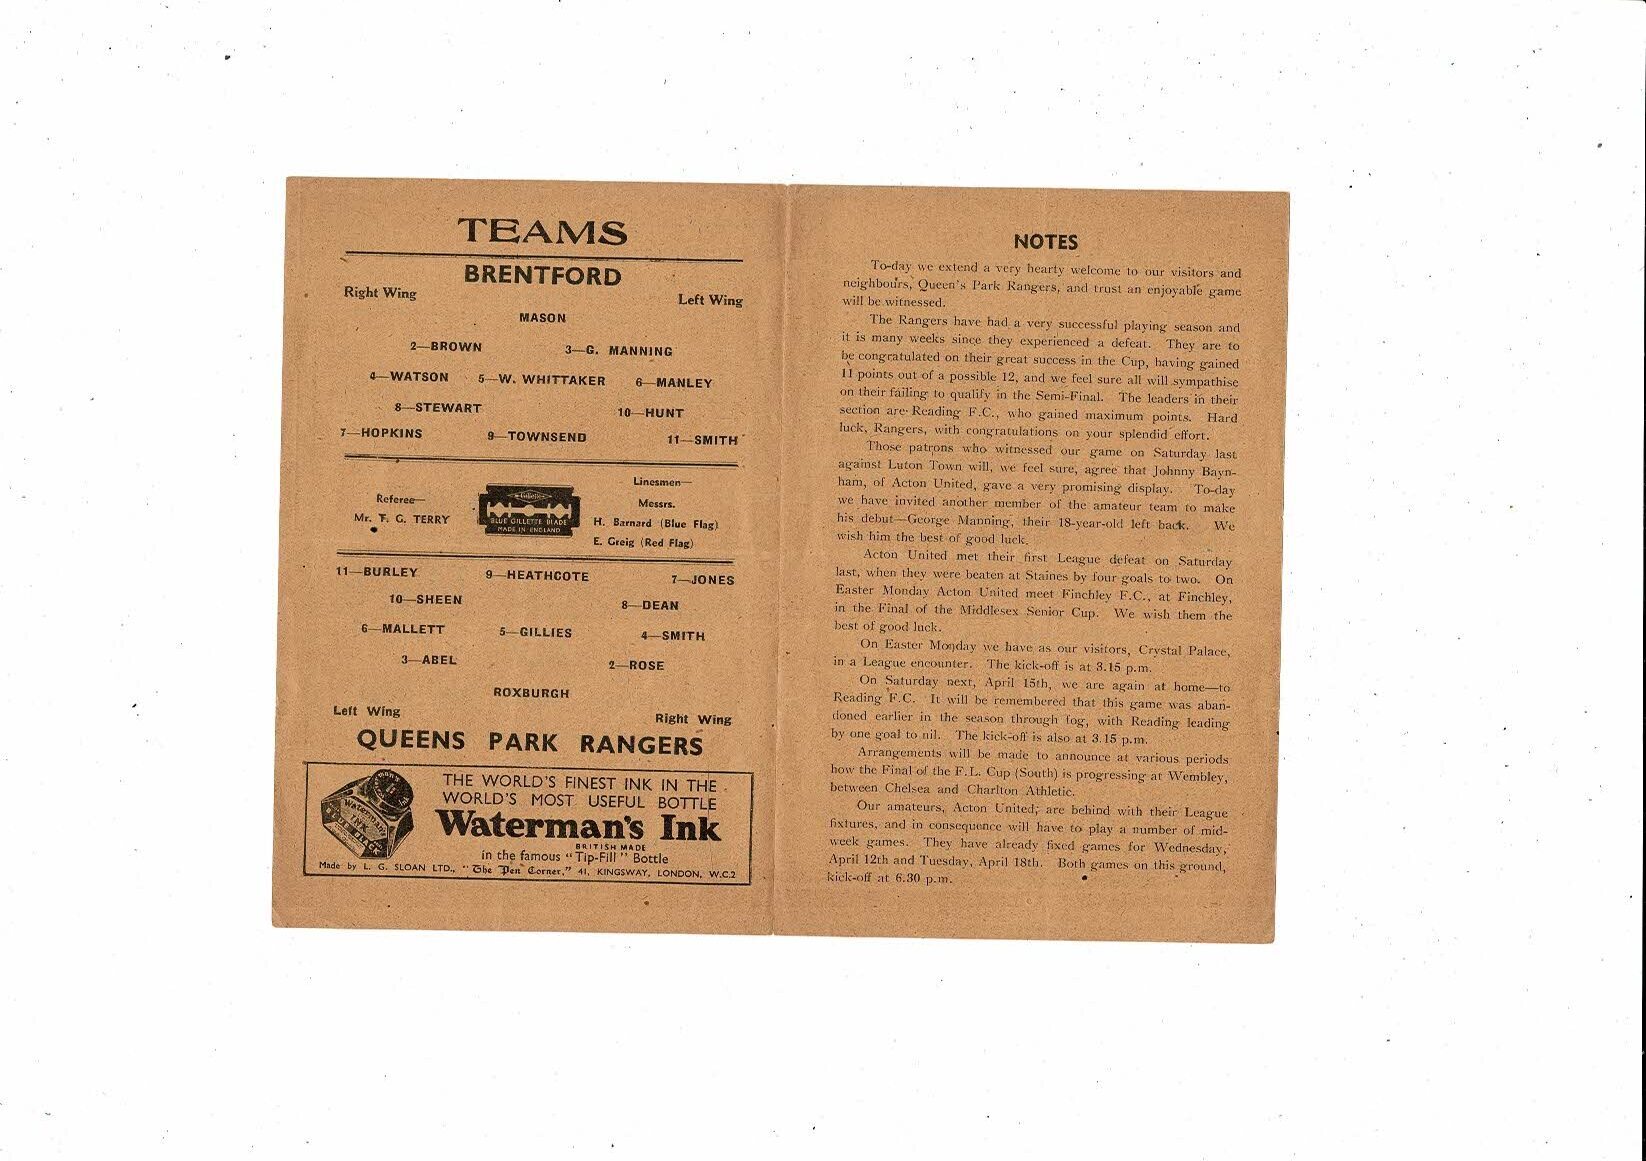 TEAMS
BRENTFORD
Right Wing Left Wing
MASON
2—BROWN 3—G. MANNING
4—WATSON 5—W. WHITTAKER 6—MANLEY
8—STEWART 10—HUNT
7—HOPKINS 9—TOWNSEND 11—SMITH
Referee—
Mr. F. G. TERRY
Gillette
BLUE GILLETTE BLADE
MADE IN ENGLAND
Linesmen—
Messrs.
H. Barnard (Blue Flag)
E. Greig (Red Flag)
11—BURLEY 9—HEATHCOTE 7—JONES
10—SHEEN 8—DEAN
6—MALLETT 5—GILLIES 4—SMITH
3—ABEL 2—ROSE
ROXBURGH
Left Wing Right Wing
QUEENS PARK RANGERS
Waterman's
INK
THE WORLD'S FINEST INK IN THE
WORLD'S MOST USEFUL BOTTLE
Waterman's Ink
BRITISH MADE
in the famous "Tip-Fill" Bottle
Made by L. G. SLOAN LTD., "The Pen Corner," 41, KINGSWAY, LONDON, W.C.2
NOTES
To-day we extend a very hearty welcome to our visitors and
neighbours, Queen's Park Rangers, and trust an enjoyable game
will be witnessed.
The Rangers have had a very successful playing season and
it is many weeks since they experienced a defeat. They are to
be congratulated on their great success in the Cup, having gained
11 points out of a possible 12, and we feel sure all will sympathise
on their failing to qualify in the Semi-Final. The leaders in their
section are Reading F.C., who gained maximum points. Hard
luck, Rangers, with congratulations on your splendid effort.
Those patrons who witnessed our game on Saturday last
against Luton Town will, we feel sure, agree that Johnny Bayn-
ham, of Acton United, gave a very promising display. To-day
we have invited another member of the amateur team to make
his debut—George Manning, their 18-year-old left back. We
wish him the best of good luck.
Acton United met their first League defeat on Saturday
last, when they were beaten at Staines by four goals to two. On
Easter Monday Acton United meet Finchley F.C., at Finchley,
in the Final of the Middlesex Senior Cup. We wish them the
best of good luck.
On Easter Monday we have as our visitors, Crystal Palace,
in a League encounter. The kick-off is at 3.15 p.m.
On Saturday next, April 15th, we are again at home—to
Reading F.C. It will be remembered that this game was aban-
doned earlier in the season through fog, with Reading leading
by one goal to nil. The kick-off is also at 3.15 p.m.
Arrangements will be made to announce at various periods
how the Final of the F.L. Cup (South) is progressing at Wembley,
between Chelsea and Charlton Athletic.
Our amateurs, Acton United, are behind with their League
fixtures, and in consequence will have to play a number of mid-
week games. They have already fixed games for Wednesday,
April 12th and Tuesday, April 18th. Both games on this ground,
kick-off at 6.30 p.m.